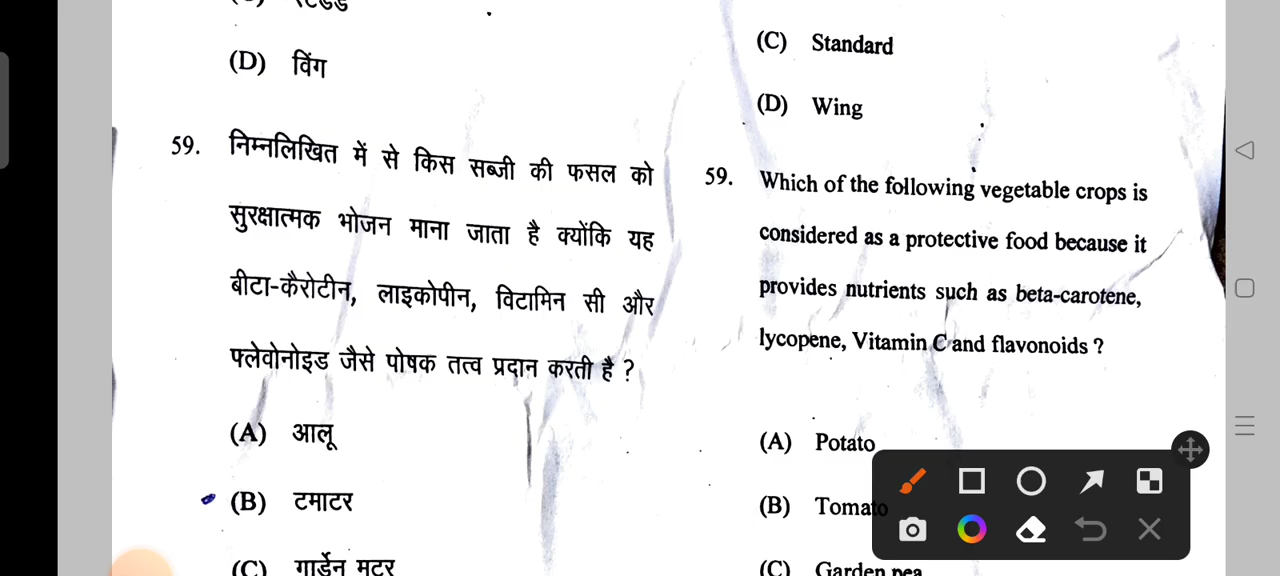 (D) विंग
59. निम्नलिखित में से किस सब्जी की फसल को
सुरक्षात्मक भोजन माना जाता है क्योंकि यह
बीटा-कैरोटीन, लाइकोपीन, विटामिन सी और
फ्लेवोनोइड जैसे पोषक तत्व प्रदान करती है ?
(A) आलू
(B) टमाटर
(C) गार्डेन मटर
(C) Standard
(D) Wing
59. Which of the following vegetable crops is
considered as a protective food because it
provides nutrients such as beta-carotene,
lycopene, Vitamin C and flavonoids ?
(A) Potato
(B) Tomato
(C) Garden pea